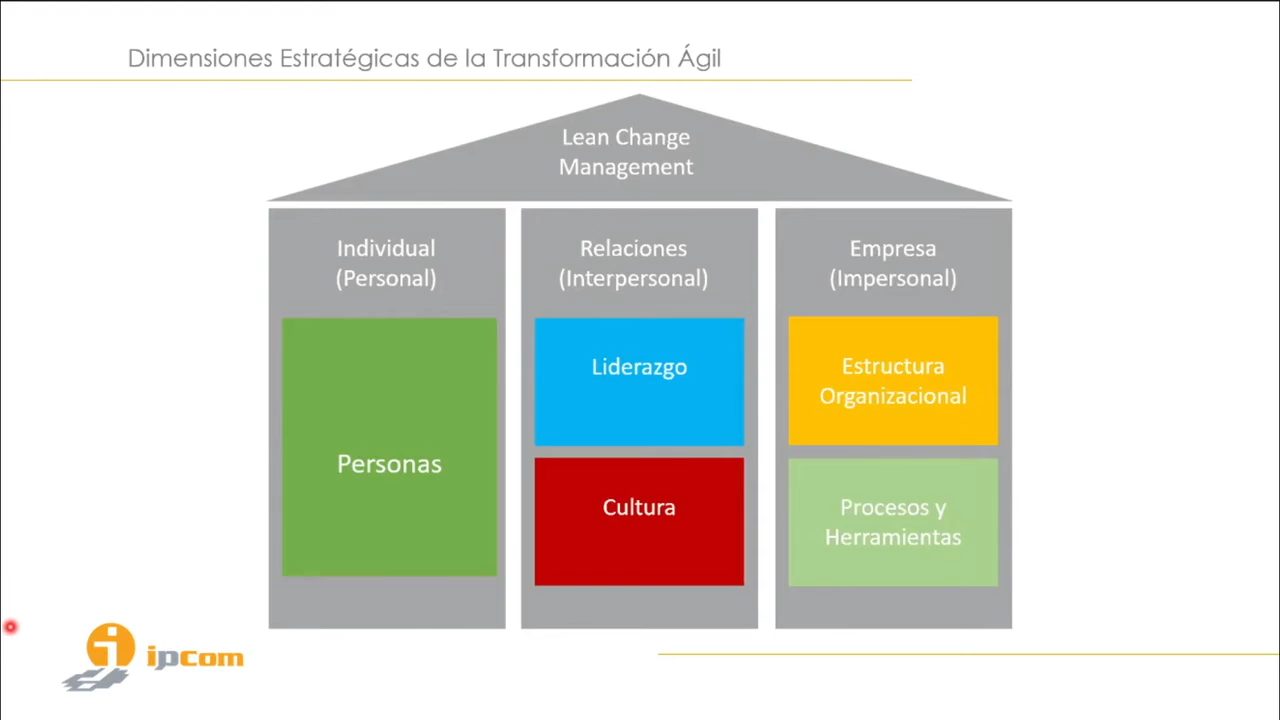 Dimensiones Estratégicas de la Transformación Ágil
Lean Change
Management
Individual
(Personal)
Personas
Relaciones
(Interpersonal)
Liderazgo
Cultura
Empresa
(Impersonal)
Estructura
Organizacional
Procesos y
Herramientas
ipcom